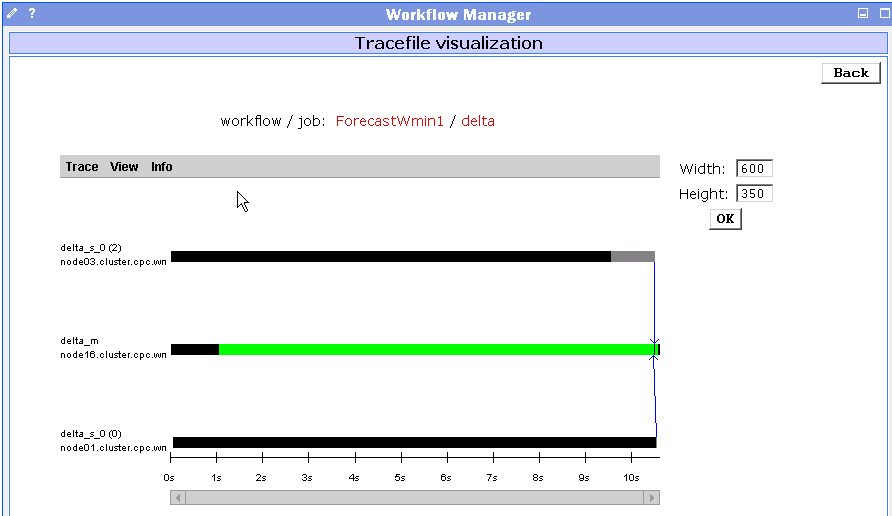 ? Workflow Manager
Tracefile visualization
Back
workflow / job: ForecastWmin1 / delta
Trace View Info
Width: 600
Height: 350
OK
delta_s_0 (2)
node03.cluster.cpc.wn
delta_m
node16.cluster.cpc.wn
delta_s_0 (0)
node01.cluster.cpc.wn
0s 1s 2s 3s 4s 5s 6s 7s 8s 9s 10s